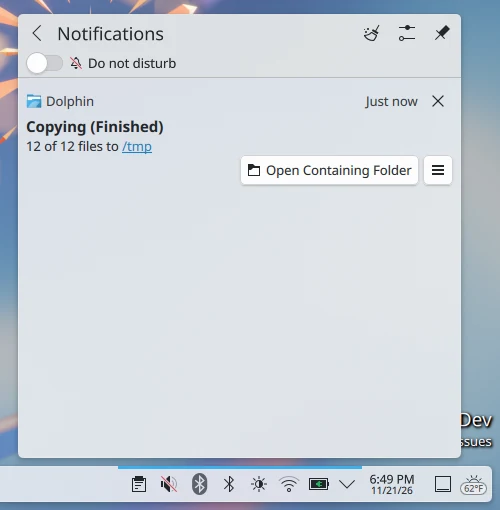 Notifications
Do not disturb
Dolphin
Just now
Copying (Finished)
12 of 12 files to /tmp
Open Containing Folder
Dev
ssues
6:49 PM
11/21/26
62°F